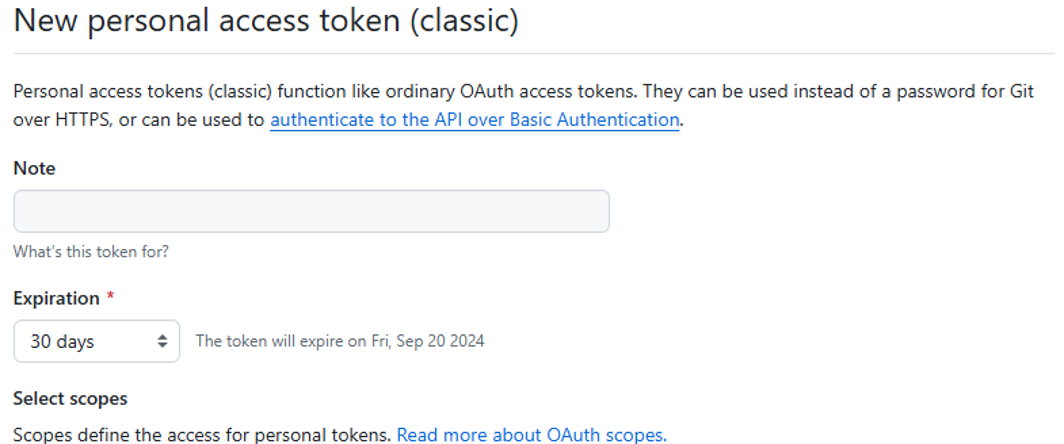 New personal access token (classic)
Personal access tokens (classic) function like ordinary OAuth access tokens. They can be used instead of a password for Git
over HTTPS, or can be used to authenticate to the API over Basic Authentication.
Note
What's this token for?
Expiration *
30 days The token will expire on Fri, Sep 20 2024
Select scopes
Scopes define the access for personal tokens. Read more about OAuth scopes.